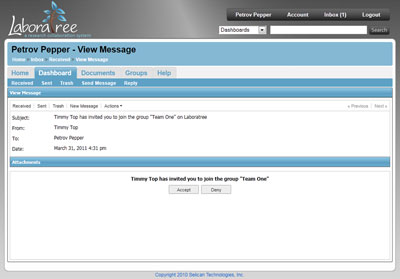 Laboratree
a research collaboration system
Petrov Pepper Account Inbox (1) Logout
Dashboards Search
Petrov Pepper - View Message
Home » Inbox » Received » View Message
Home Dashboard Documents Groups Help
Received Sent Trash Send Message Reply
View Message
Received Sent Trash New Message Actions « Previous Next »
Subject: Timmy Top has invited you to join the group "Team One" on Laboratree
From: Timmy Top
To: Petrov Pepper
Date: March 31, 2011 4:31 pm
Attachments
Timmy Top has invited you to join the group "Team One"
Accept Deny
Copyright 2010 Selican Technologies, Inc.